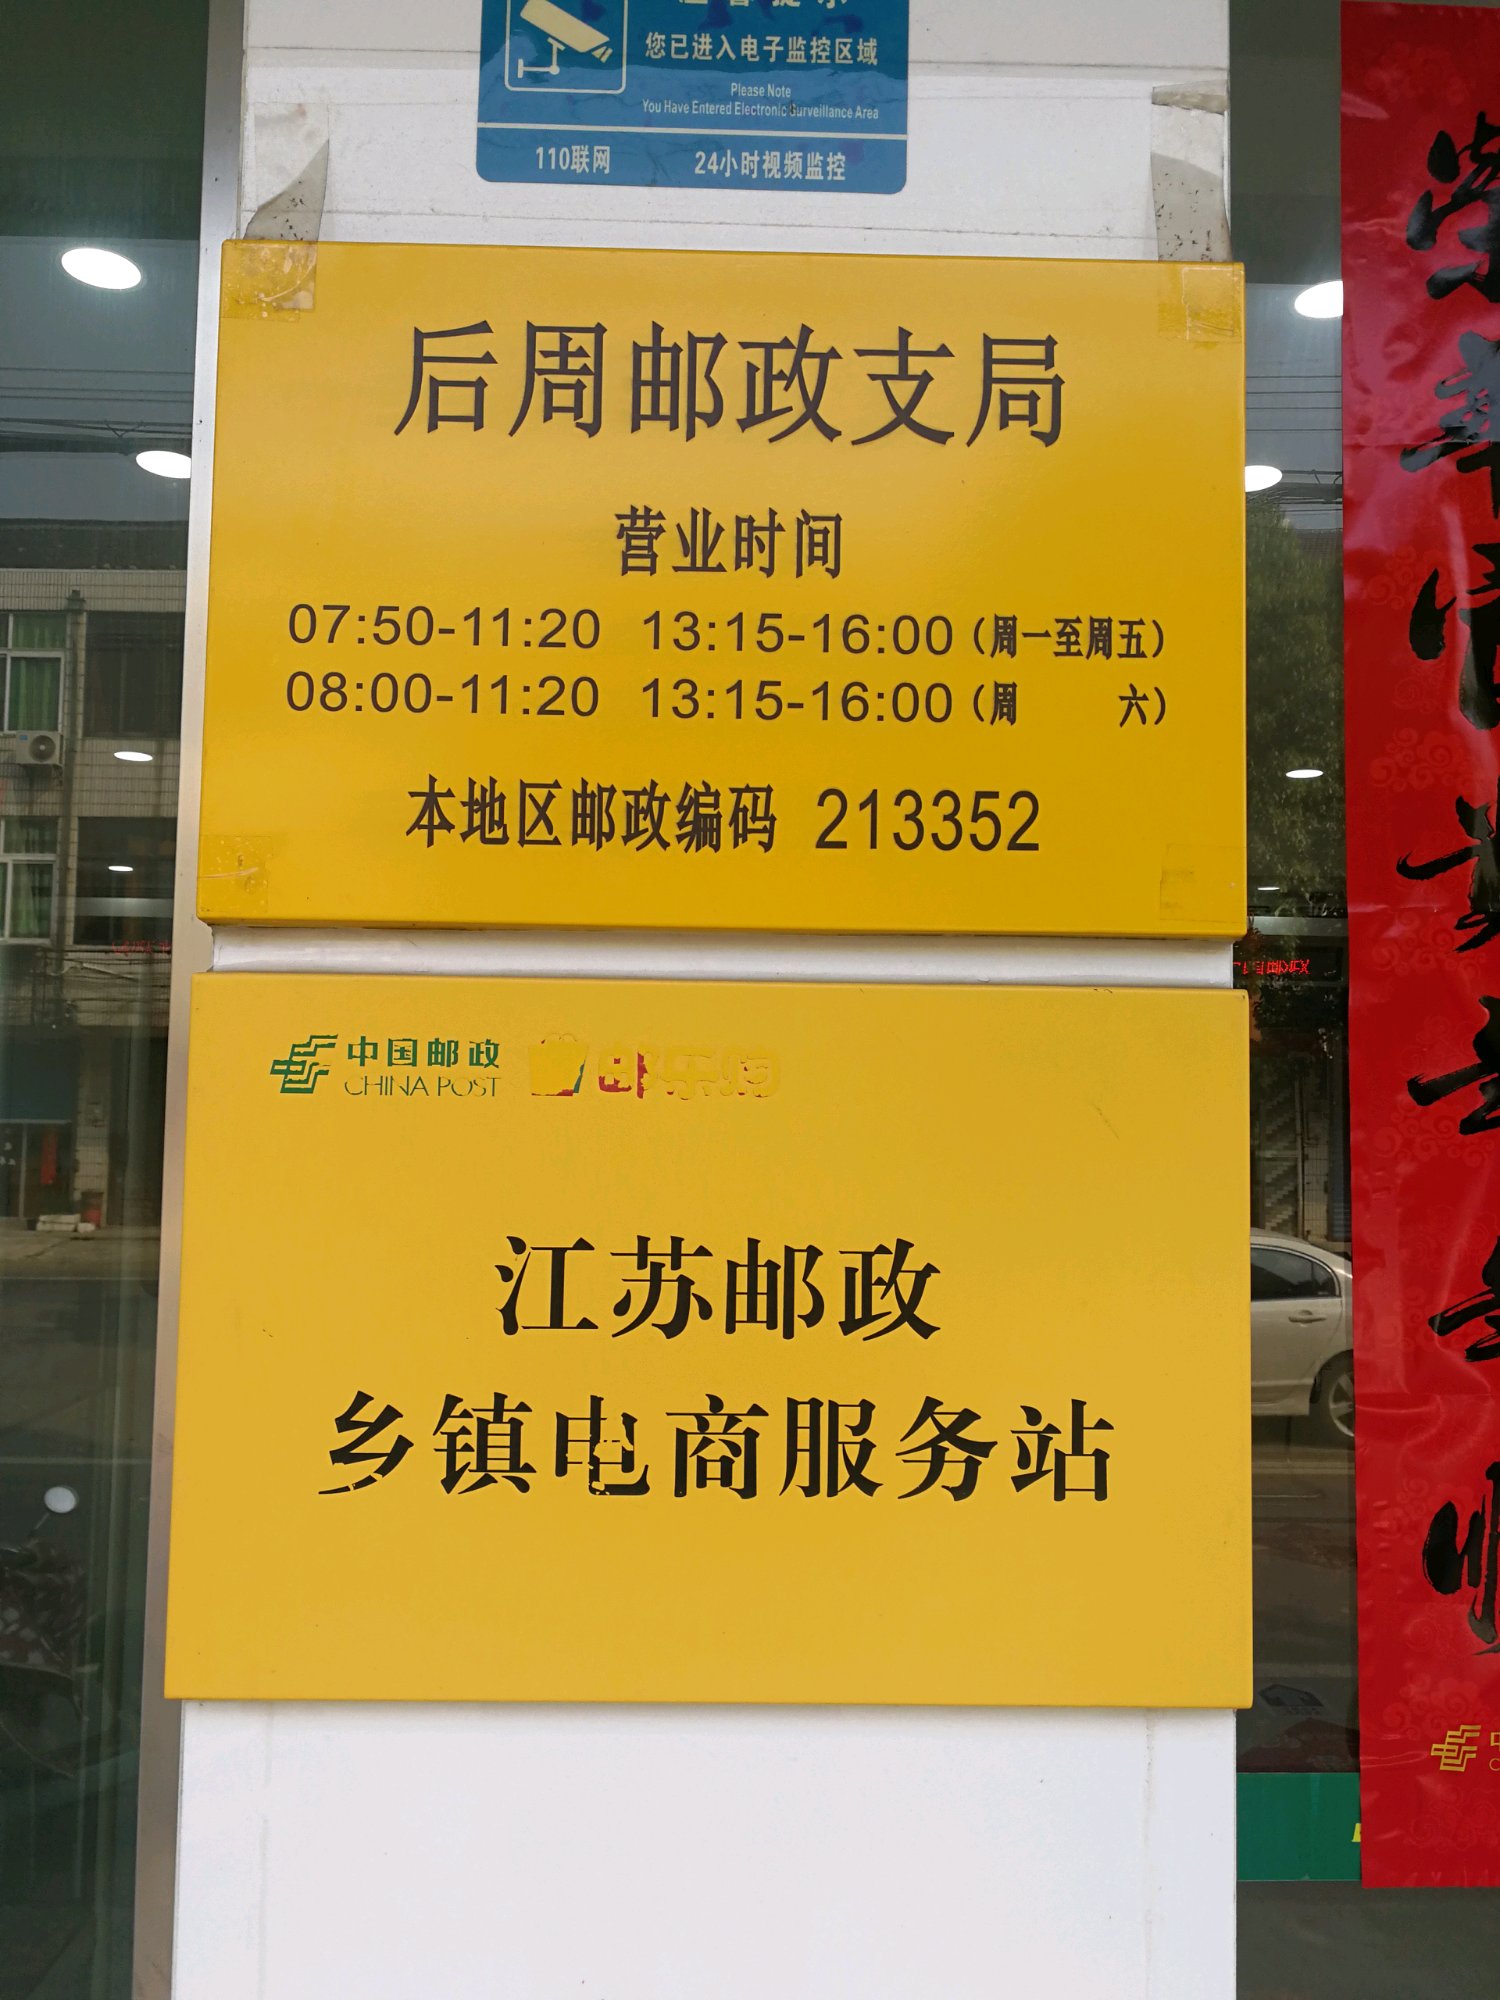 您已进入电子监控区域
Please Note
You Have Entered Electronic Surveillance Area
110联网 24小时视频监控
后周邮政支局
营业时间
07:50-11:20 13:15-16:00（周一至周五）
08:00-11:20 13:15-16:00（周 六）
本地区邮政编码 213352
中国邮政
CHINA POST
邮乐购
江苏邮政
乡镇电商服务站